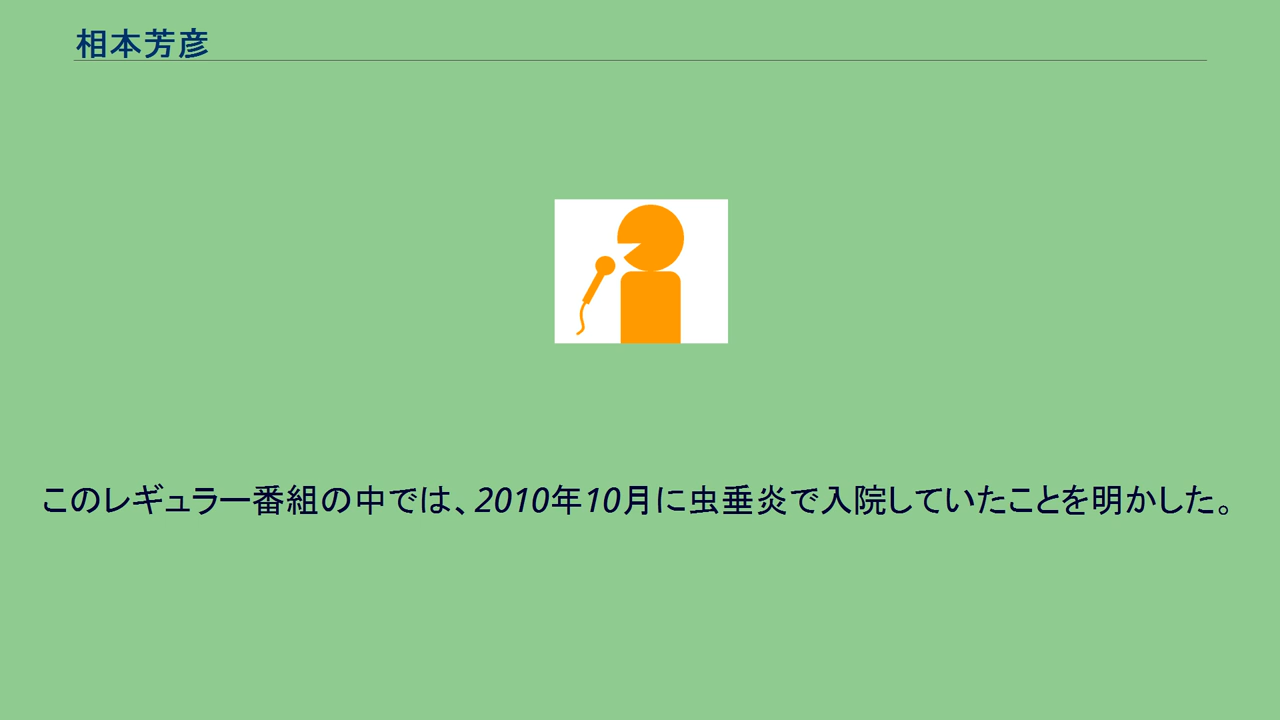 相本芳彦
このレギュラー番組の中では、2010年10月に虫垂炎で入院していたことを明かした。